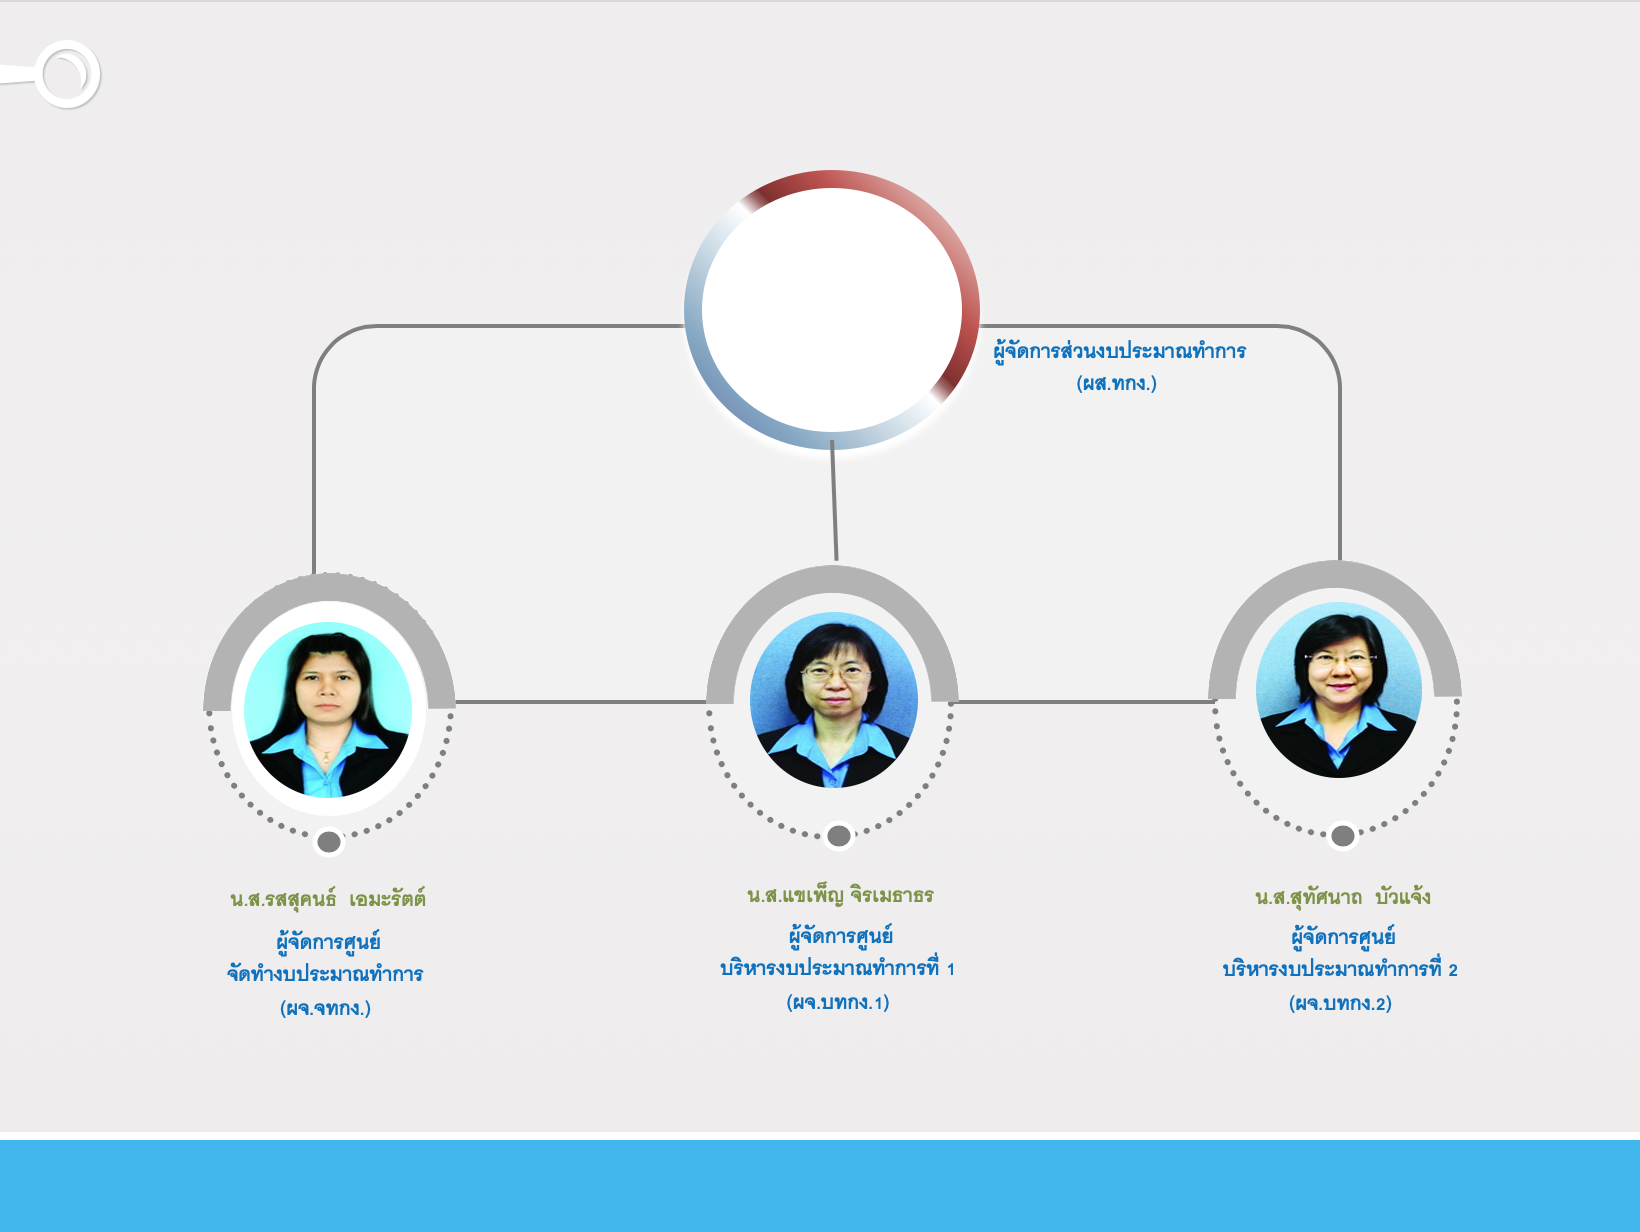 ผู้จัดการส่วนงบประมาณทำการ
(ผส.ทกง.)
น.ส.รสสุคนธ์ เอมะรัตต์
ผู้จัดการศูนย์
จัดทำงบประมาณทำการ
(ผจ.จทกง.)
น.ส.แขเพ็ญ จิรเมธาธร
ผู้จัดการศูนย์
บริหารงบประมาณทำการที่ 1
(ผจ.บทกง.1)
น.ส.สุทัศนาถ บัวแจ้ง
ผู้จัดการศูนย์
บริหารงบประมาณทำการที่ 2
(ผจ.บทกง.2)